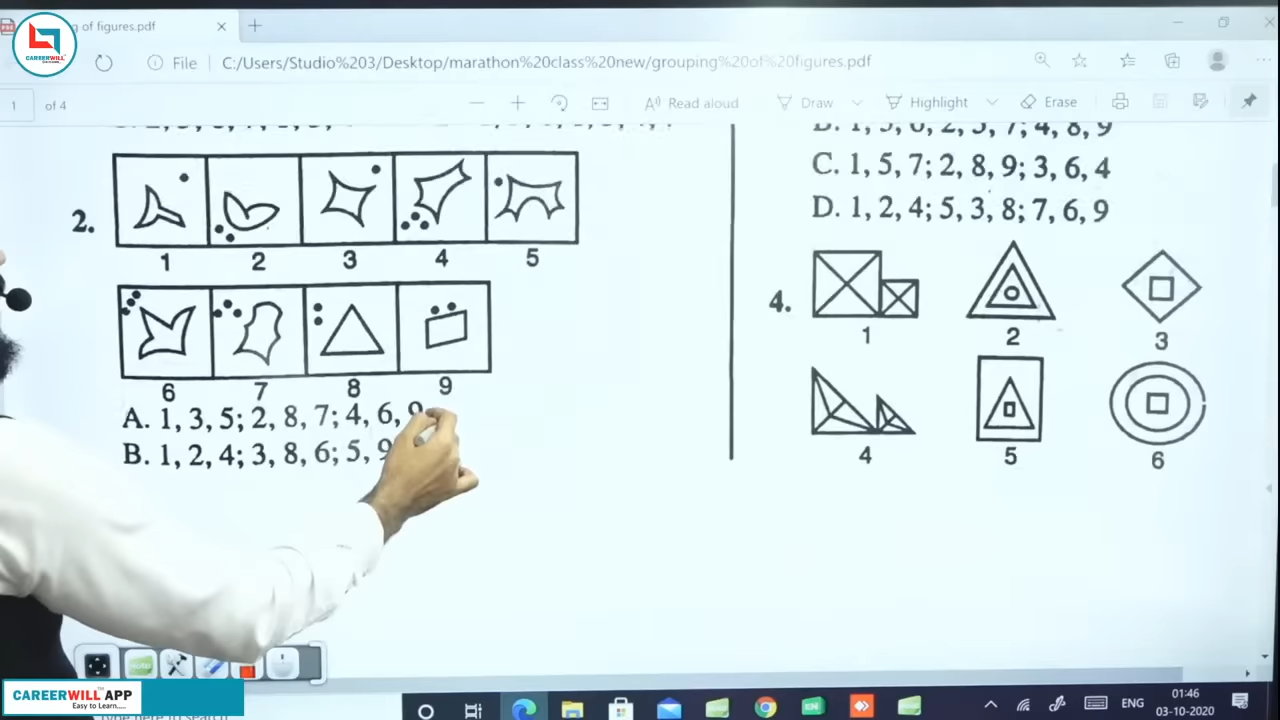 g of figures.pdf
CAREERWILL
File C:/Users/Studio%203/Desktop/marathon%20class%20new/grouping%20of%20figures.pdf
1 of 4
Read aloud
Draw
Highlight
Erase
2.
1 2 3 4 5
6 7 8 9
A. 1, 3, 5; 2, 8, 7; 4, 6, 9
B. 1, 2, 4; 3, 8, 6; 5, 9
C. 1, 5, 7; 2, 8, 9; 3, 6, 4
D. 1, 2, 4; 5, 3, 8; 7, 6, 9
4.
1 2 3
4 5 6
CAREERWILL APP
Easy to Learn.....
ENG
01:46
03-10-2020